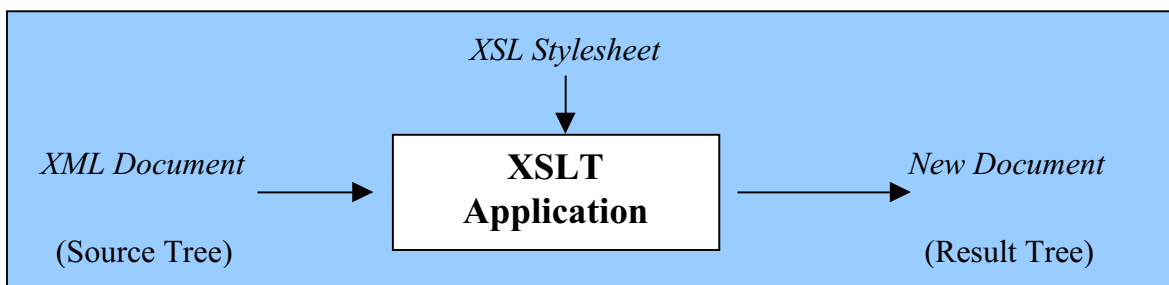 XSL Stylesheet
XML Document
XSLT
Application
New Document
(Source Tree)
(Result Tree)